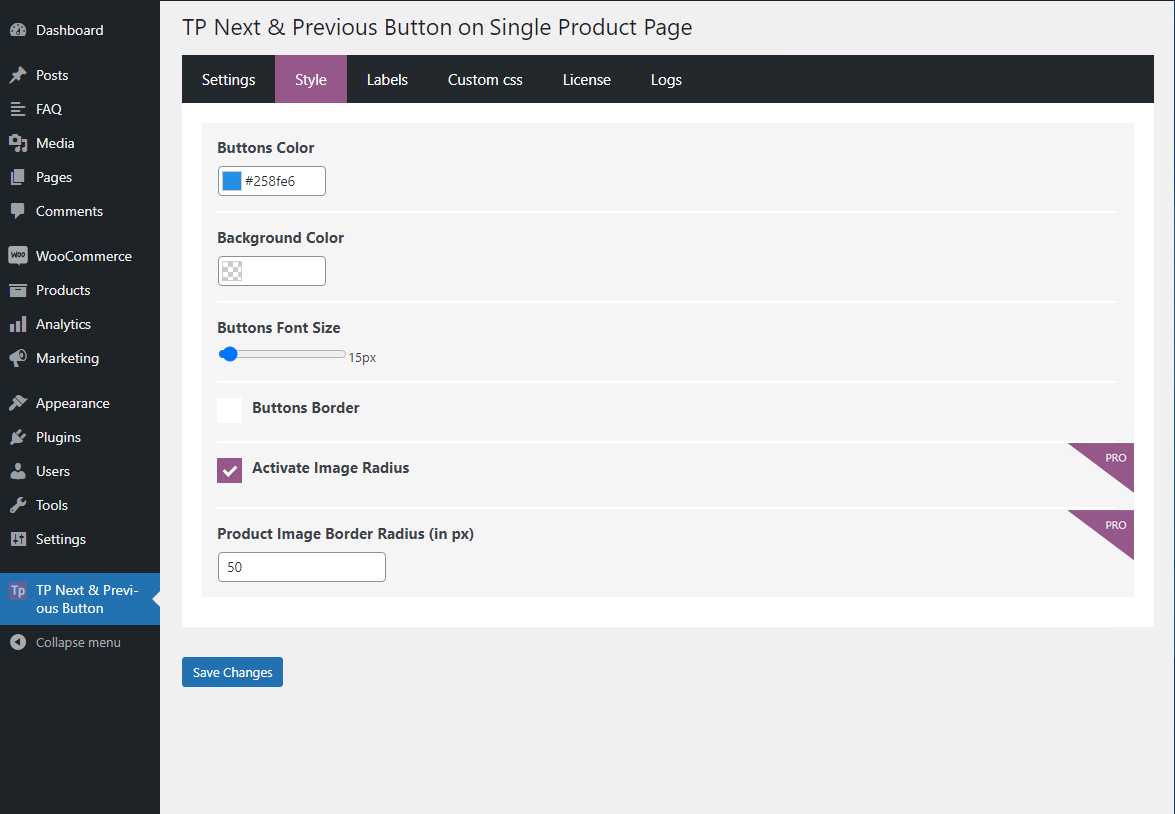 Dashboard
Posts
FAQ
Media
Pages
Comments
Woo WooCommerce
Products
Analytics
Marketing
Appearance
Plugins
Users
Tools
Settings
Tp TP Next & Previ-
ous Button
Collapse menu
TP Next & Previous Button on Single Product Page
Settings Style Labels Custom css License Logs
Buttons Color
#258fe6
Background Color
Buttons Font Size
15px
Buttons Border
Activate Image Radius
PRO
Product Image Border Radius (in px)
PRO
50
Save Changes